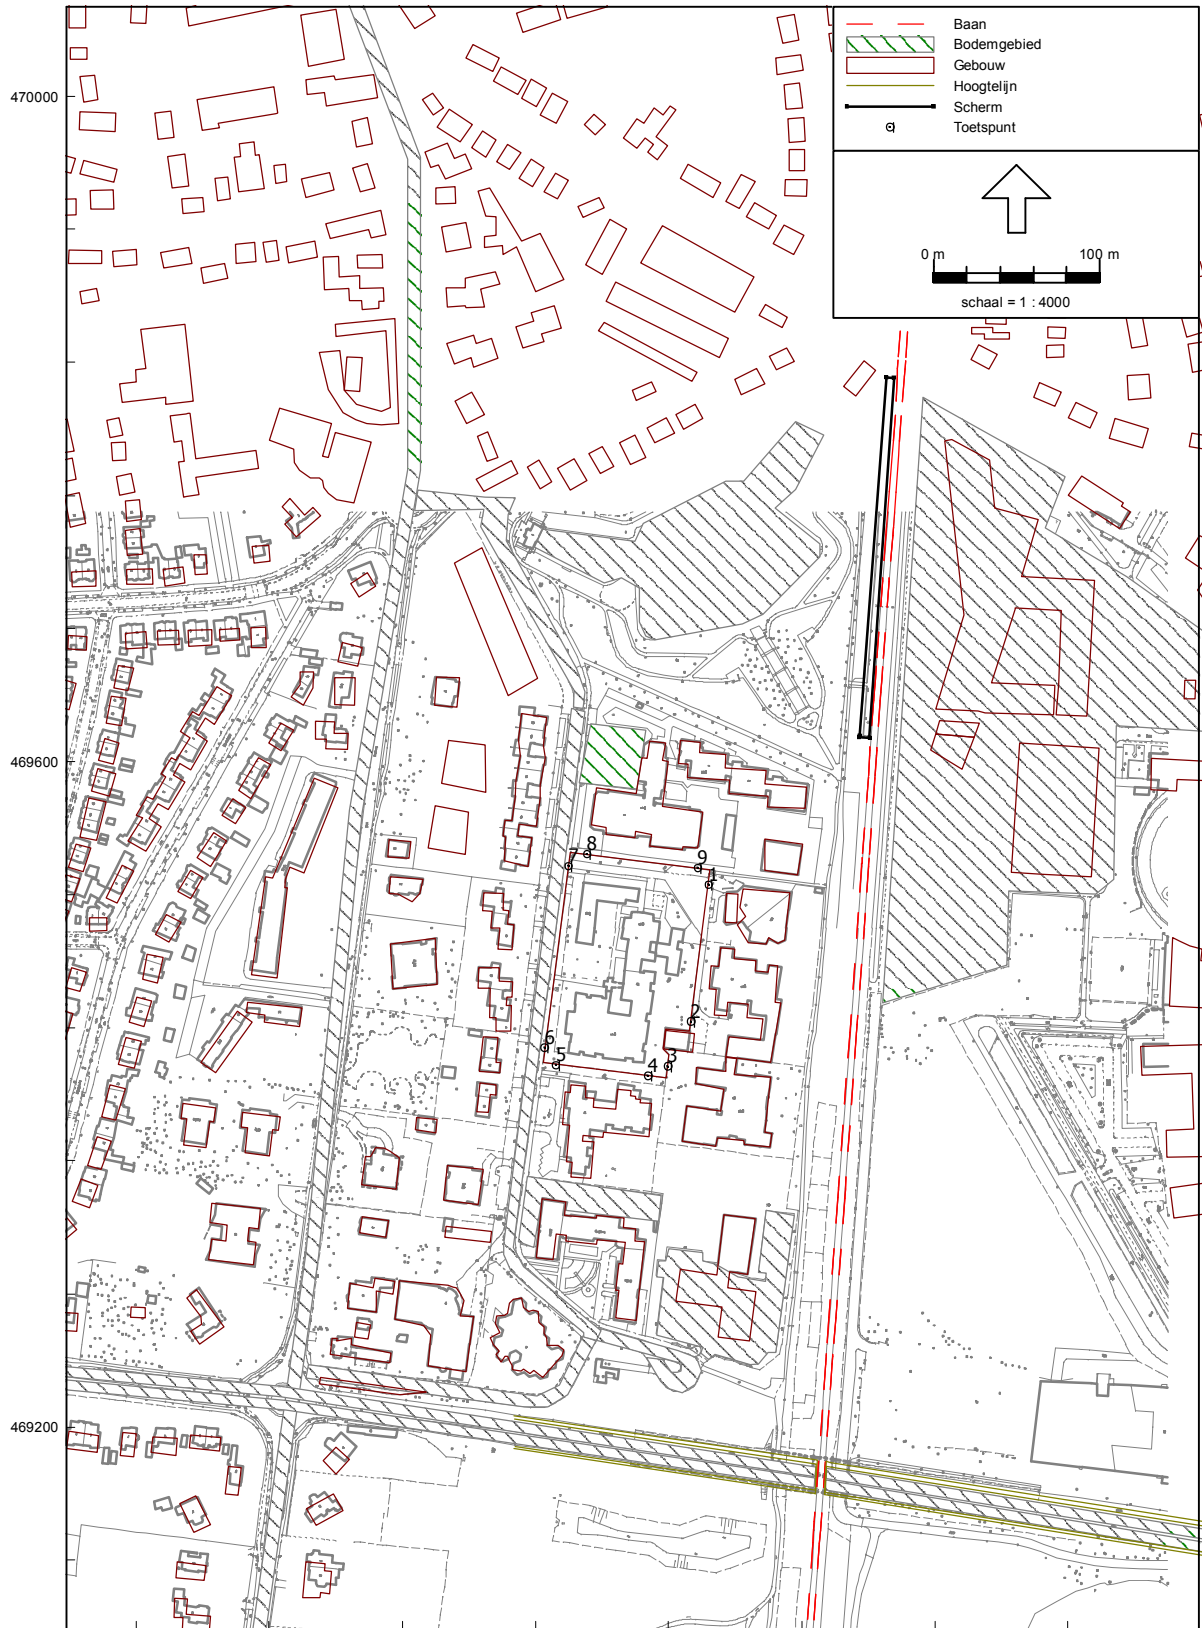 Baan
Bodemgebied
Gebouw
Hoogtelijn
Scherm
Toetspunt
470000
0 m 100 m
schaal = 1 : 4000
469600
8
7
9
1
2
6
5
3
4
469200